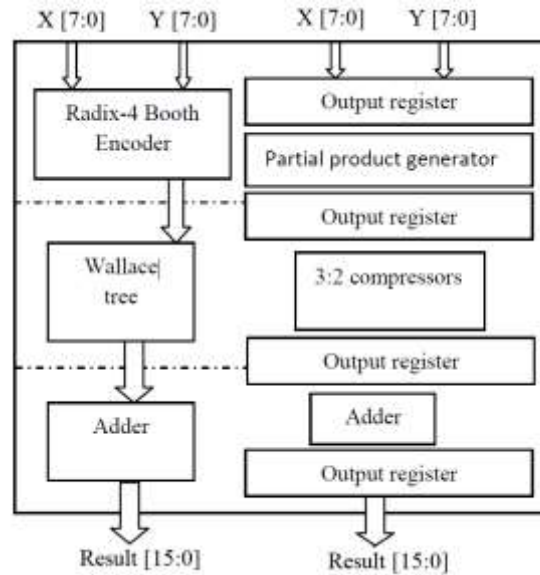 X [7:0] Y [7:0] X [7:0] Y [7:0]
Radix-4 Booth
Encoder
Output register
Partial product generator
Output register
Wallace
tree
3:2 compressors
Output register
Adder
Adder
Output register
Result [15:0] Result [15:0]